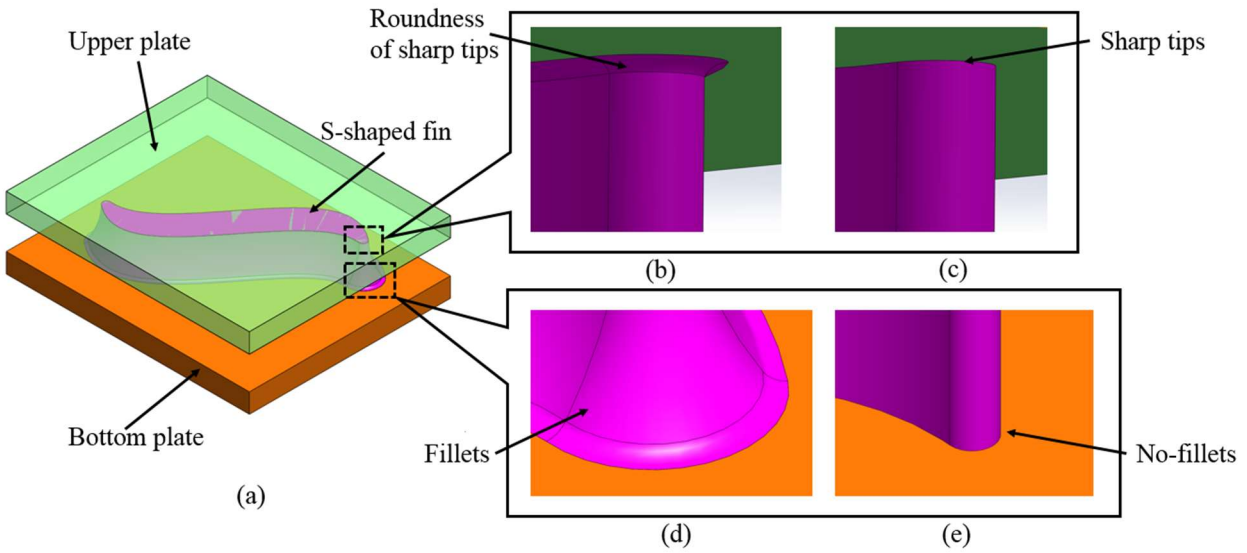 Upper plate
S-shaped fin
Bottom plate
(a)
Roundness
of sharp tips
Sharp tips
(b)
(c)
Fillets
No-fillets
(d)
(e)